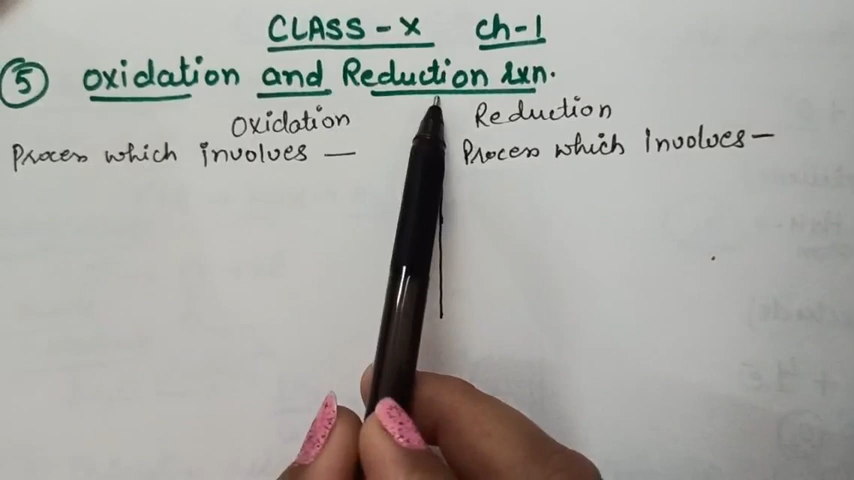 CLASS - X ch-1
5 oxidation and Reduction rxn.
Oxidation Reduction
Process which involves — Process which involves —